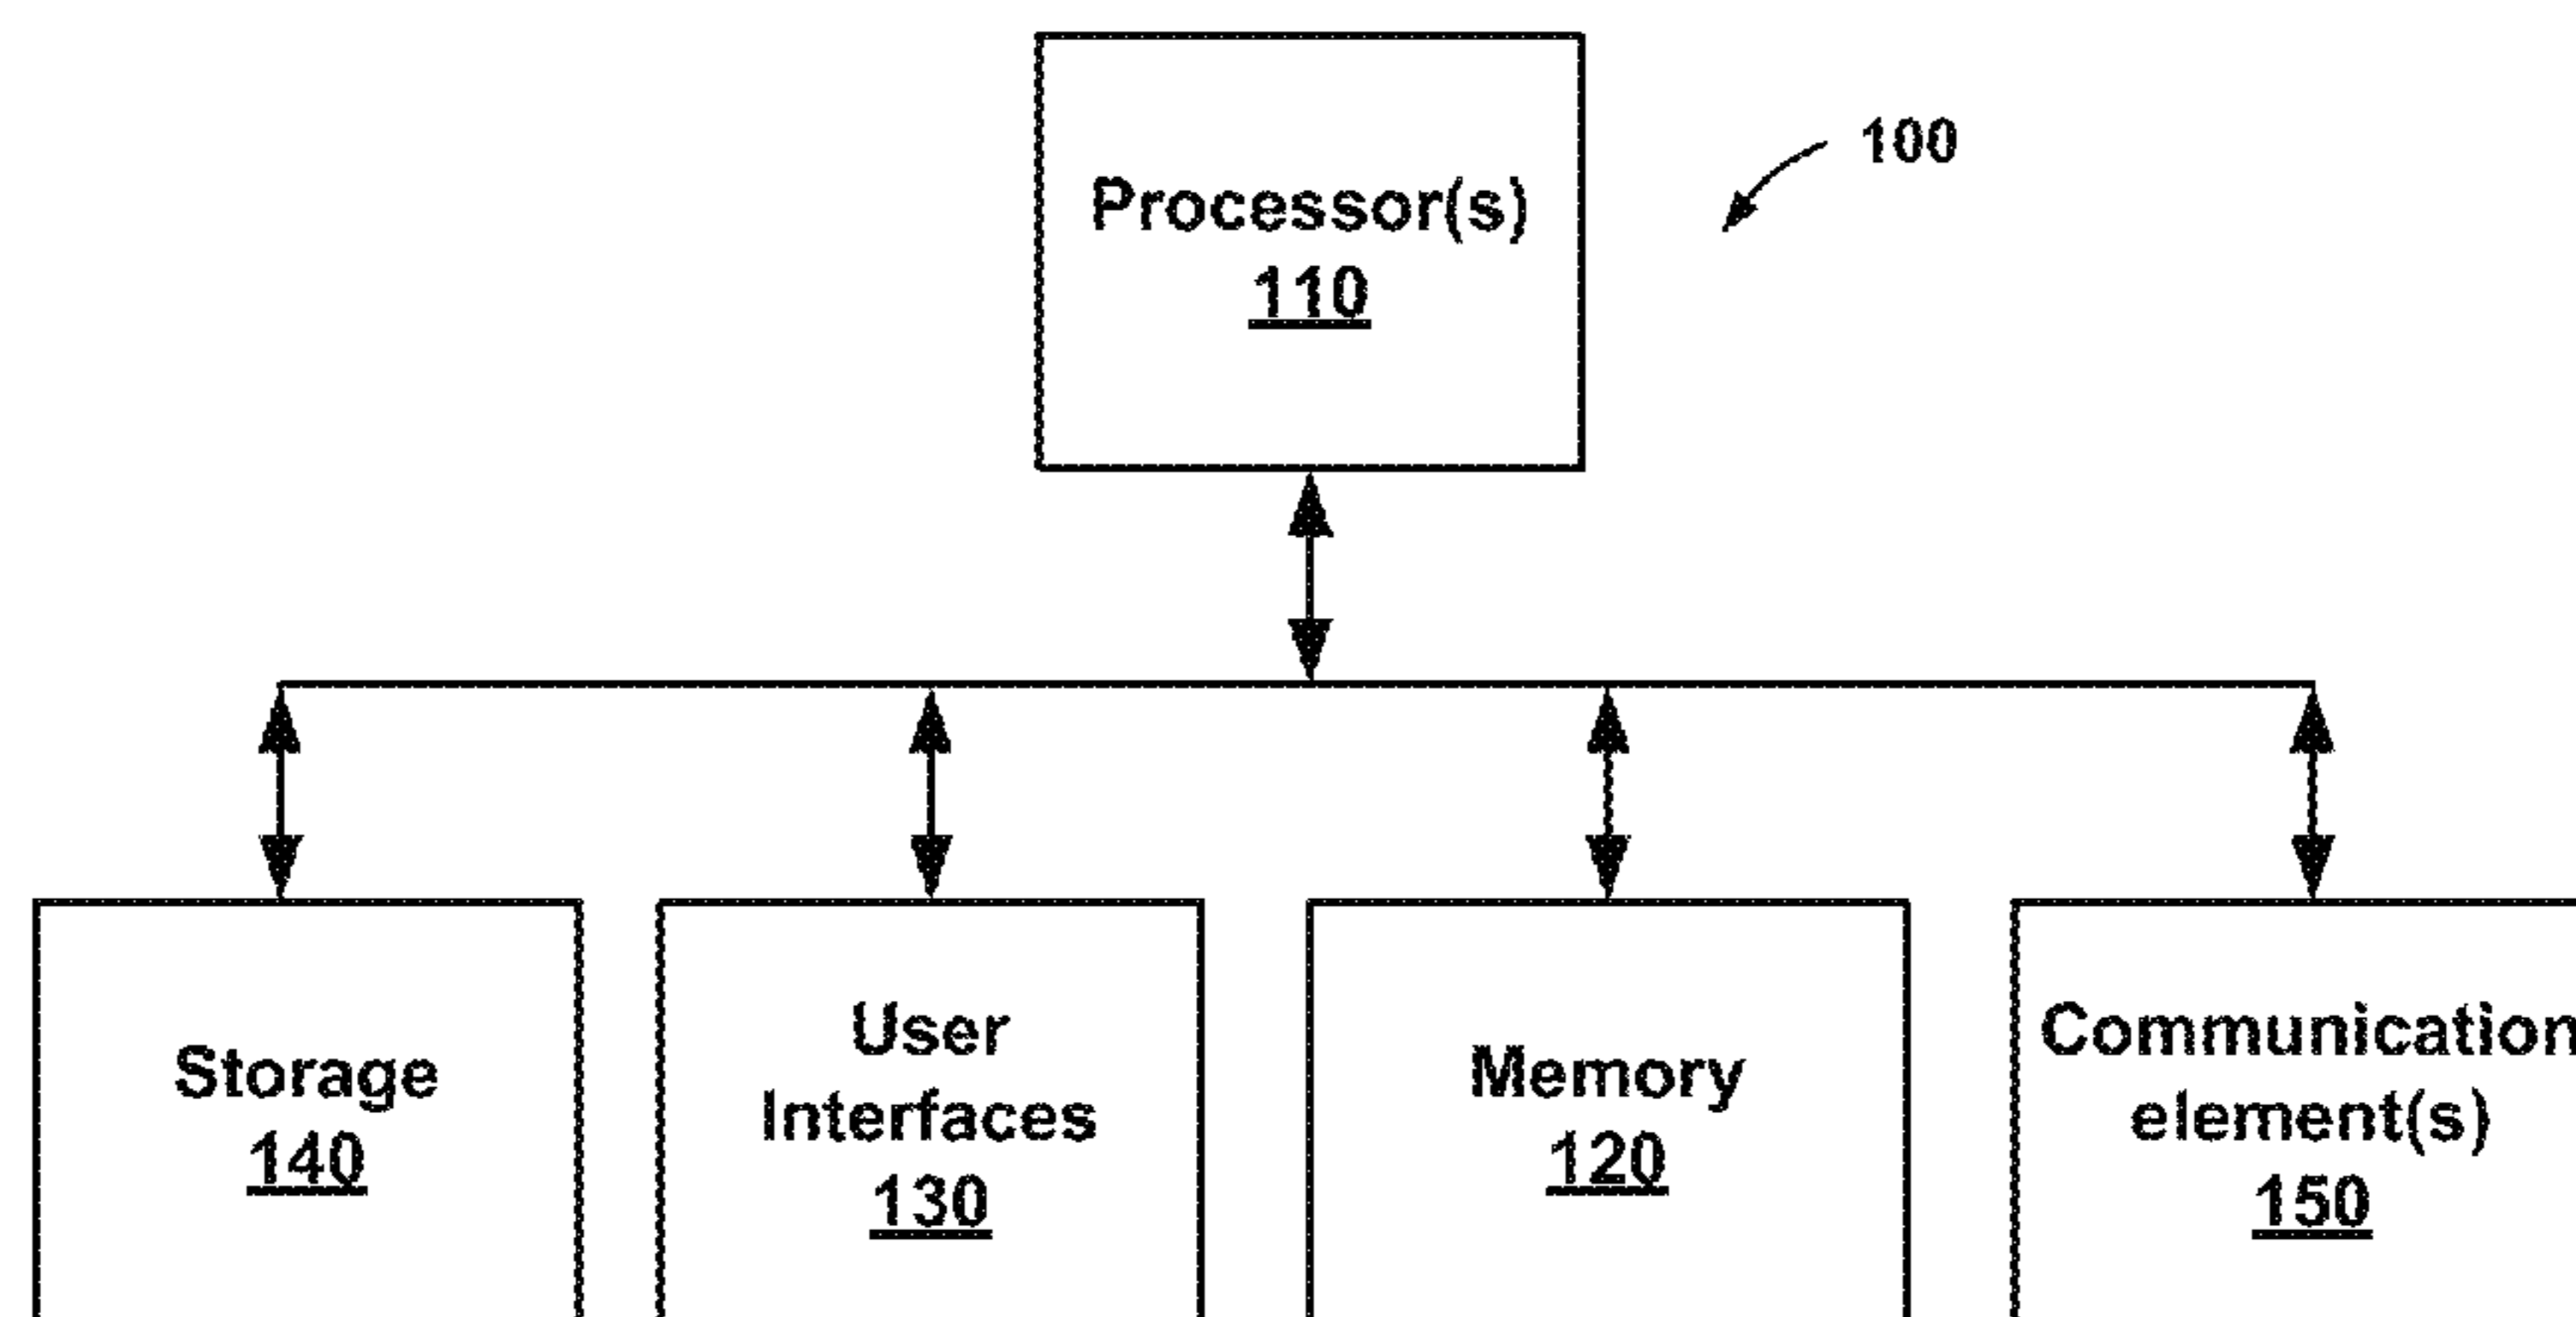 100
Processor(s)
110
Storage
140
User
Interfaces
130
Memory
120
Communication
element(s)
150